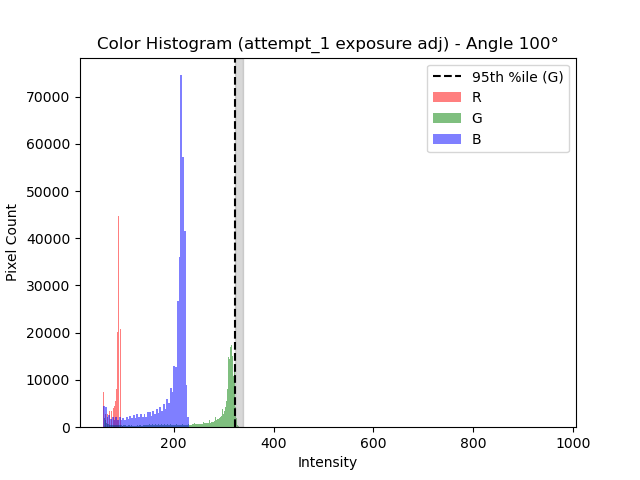 Color Histogram (attempt_1 exposure adj) - Angle 100°
95th %ile (G)
R
G
B
Pixel Count
70000
60000
50000
40000
30000
20000
10000
0
200
400
600
800
1000
Intensity